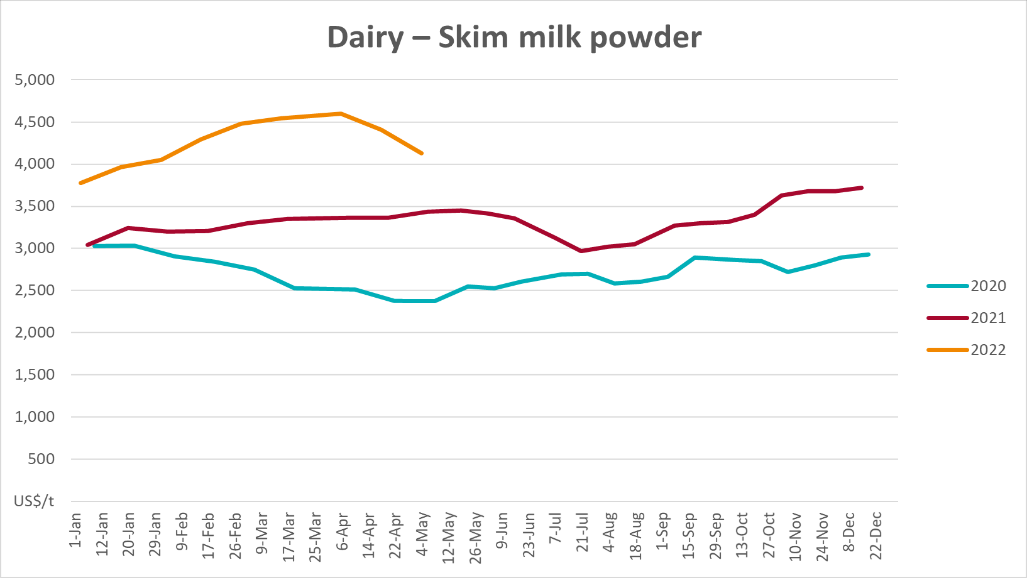 Dairy – Skim milk powder
5,000
4,500
4,000
3,500
3,000
2,500
2,000
1,500
1,000
500
US$/t
1-Jan
12-Jan
20-Jan
29-Jan
9-Feb
17-Feb
26-Feb
9-Mar
17-Mar
25-Mar
6-Apr
14-Apr
22-Apr
4-May
12-May
26-May
9-Jun
23-Jun
7-Jul
21-Jul
4-Aug
18-Aug
1-Sep
15-Sep
29-Sep
13-Oct
27-Oct
10-Nov
24-Nov
8-Dec
22-Dec
2020
2021
2022